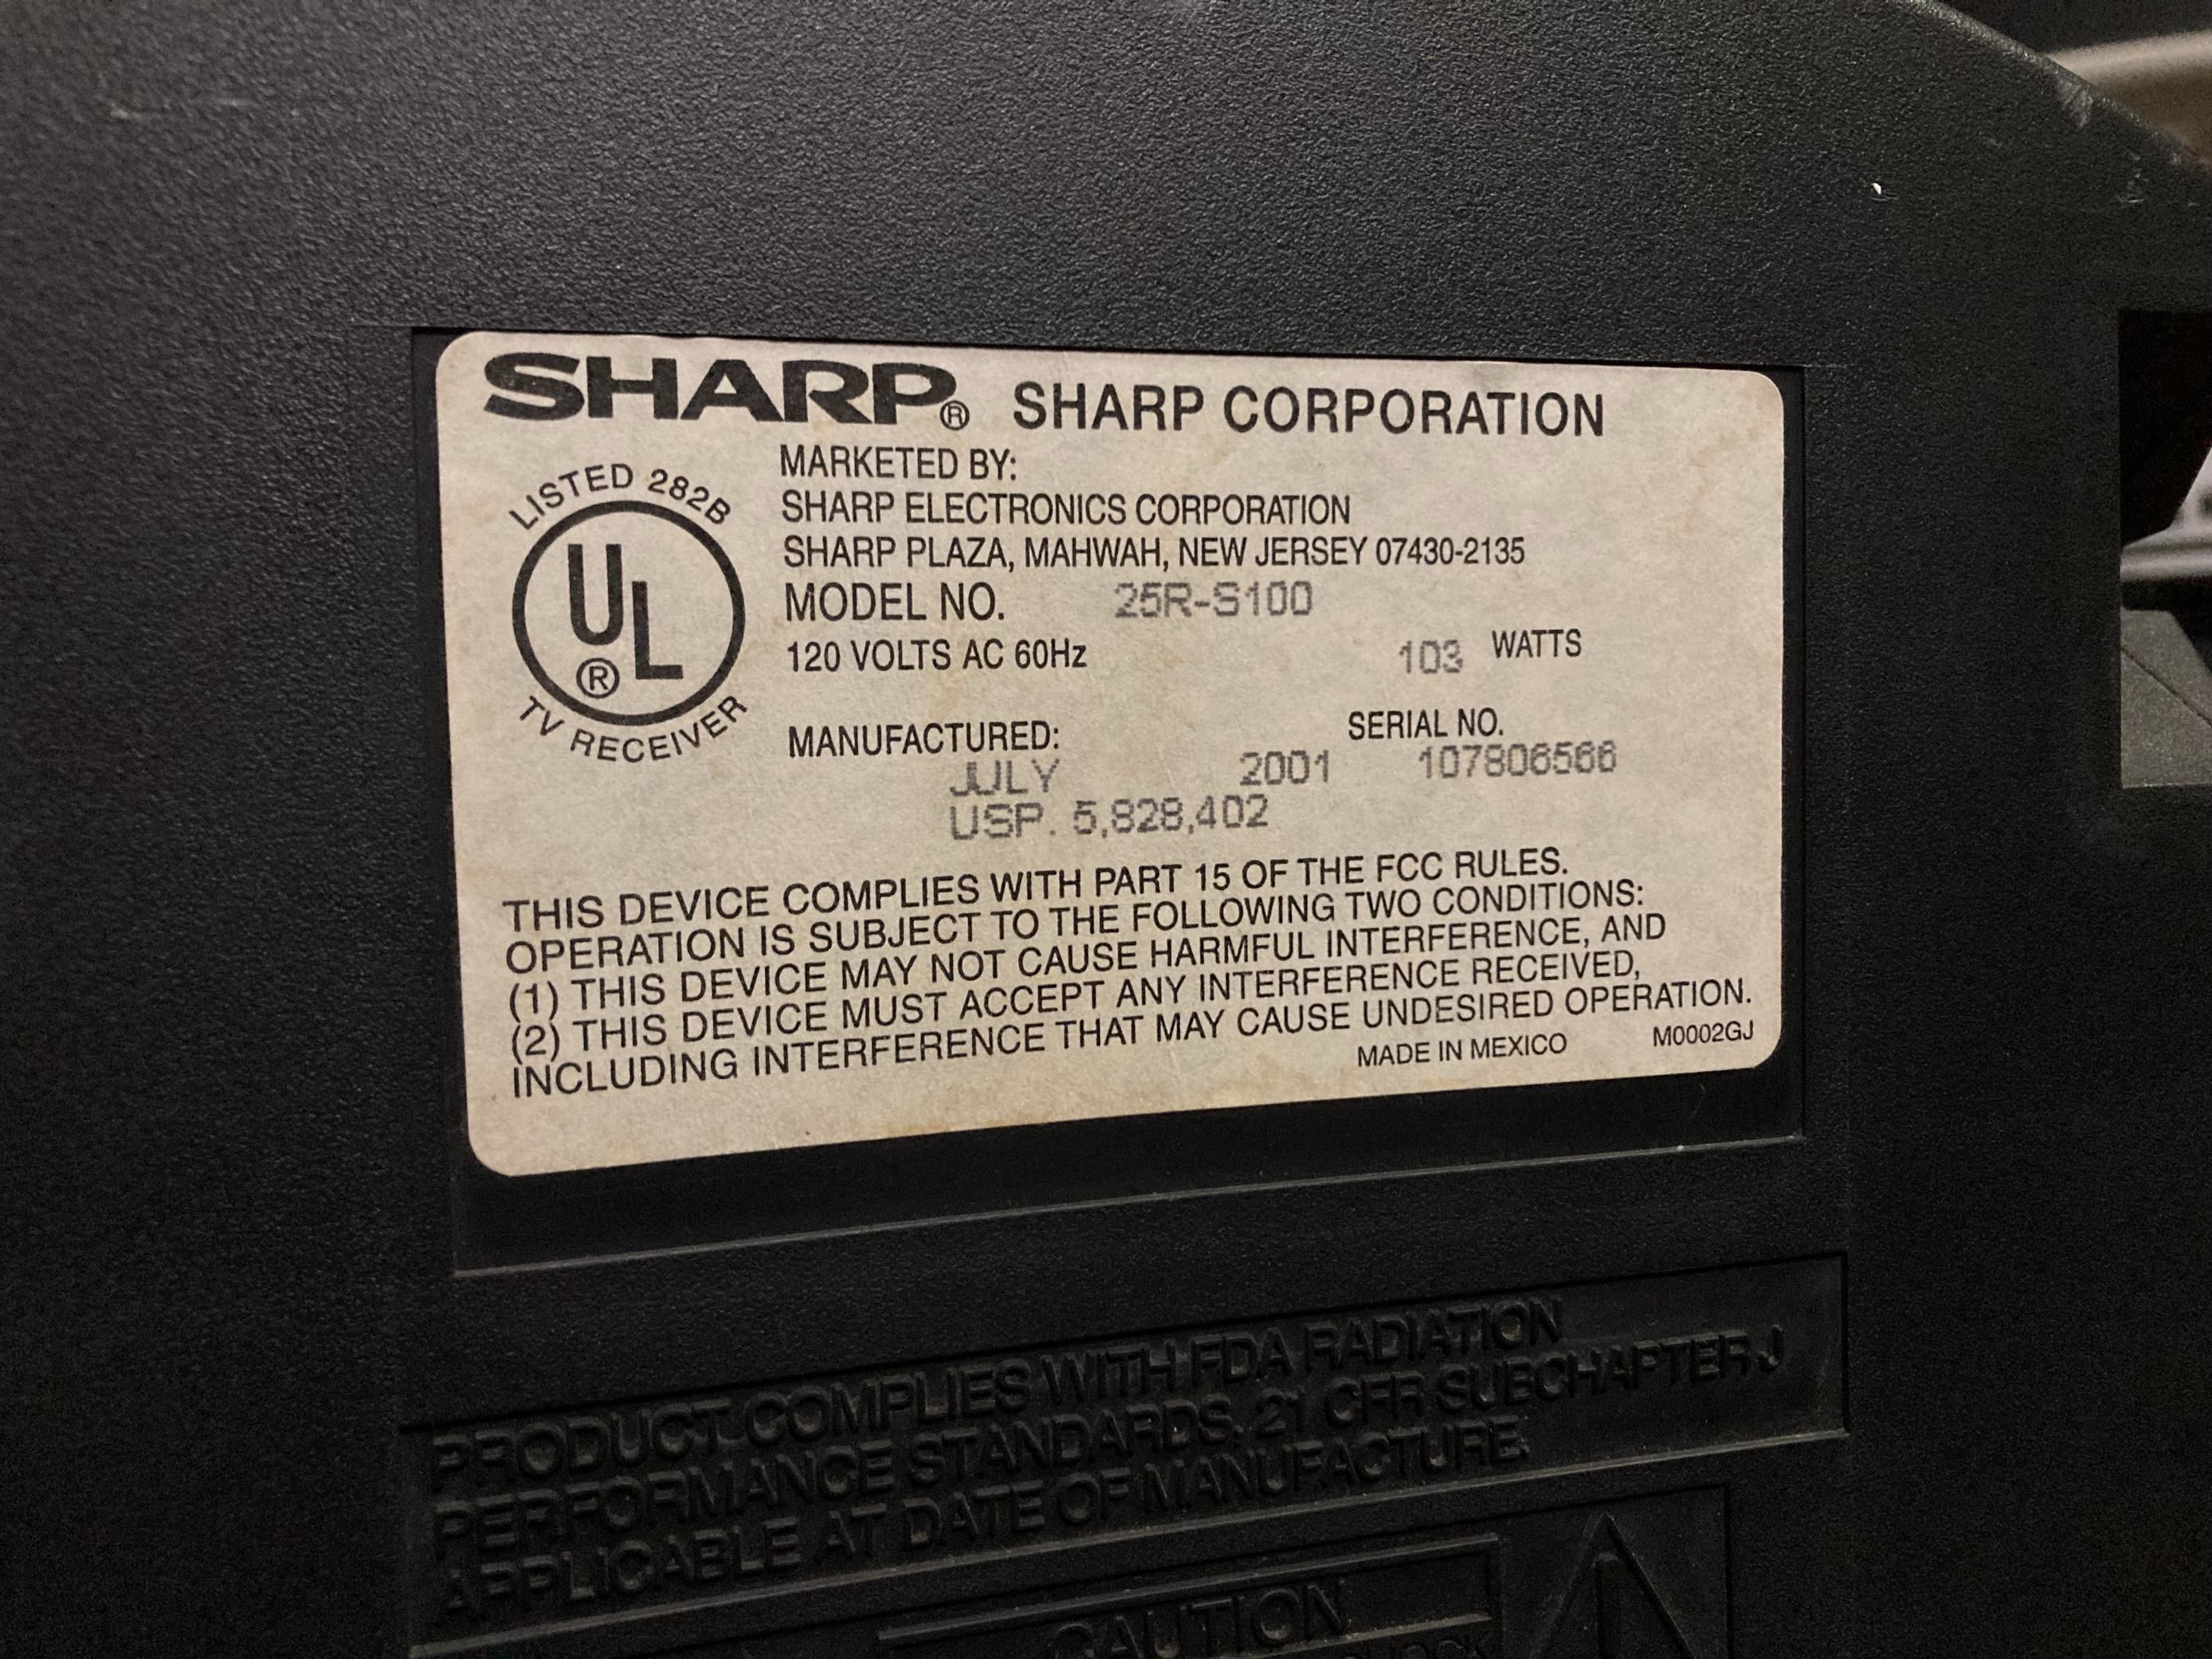 SHARP® SHARP CORPORATION
LISTED 282B
UL®
TV RECEIVER
MARKETED BY:
SHARP ELECTRONICS CORPORATION
SHARP PLAZA, MAHWAH, NEW JERSEY 07430-2135
MODEL NO. 25R-S100
120 VOLTS AC 60Hz 103 WATTS
MANUFACTURED: SERIAL NO.
JULY 2001 107806566
USP. 5,828,402
THIS DEVICE COMPLIES WITH PART 15 OF THE FCC RULES.
OPERATION IS SUBJECT TO THE FOLLOWING TWO CONDITIONS:
(1) THIS DEVICE MAY NOT CAUSE HARMFUL INTERFERENCE, AND
(2) THIS DEVICE MUST ACCEPT ANY INTERFERENCE RECEIVED,
INCLUDING INTERFERENCE THAT MAY CAUSE UNDESIRED OPERATION.
MADE IN MEXICO M0002GJ
PRODUCT COMPLIES WITH FDA RADIATION
PERFORMANCE STANDARDS. 21 CFR SUBCHAPTER J
APPLICABLE AT DATE OF MANUFACTURE.
CAUTION